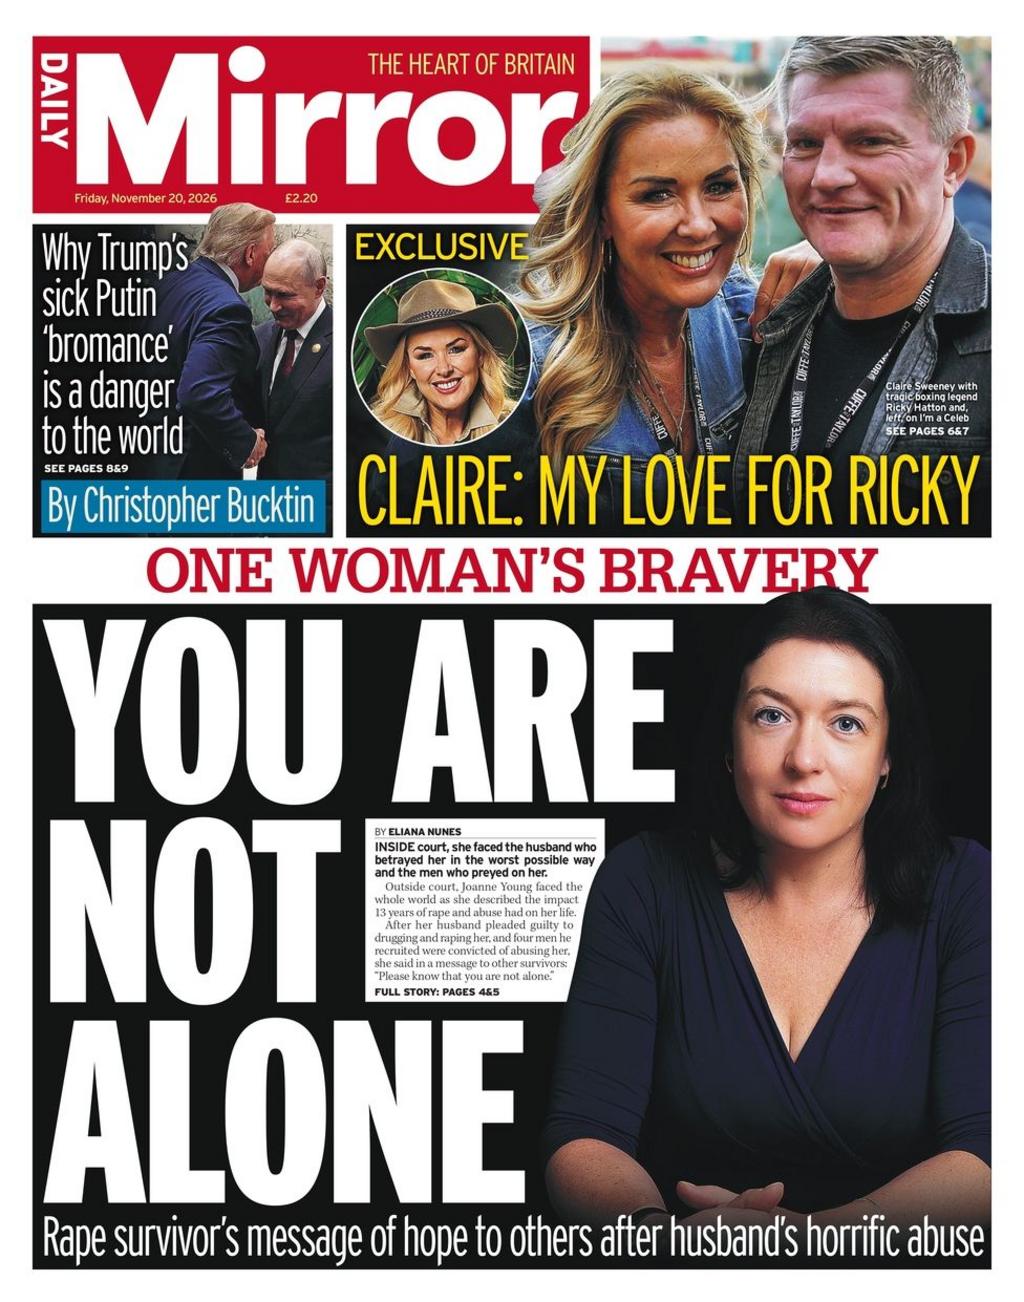 DAILY
Mirror
THE HEART OF BRITAIN
Friday, November 20, 2026 £2.20
Why Trump's
sick Putin
'bromance'
is a danger
to the world
SEE PAGES 8&9
By Christopher Bucktin
EXCLUSIVE
CUFFE·TAYLOR
CUFFE·TAYLOR
CUFFE·TAYLOR
Claire Sweeney with
tragic boxing legend
Ricky Hatton and,
left, on I'm a Celeb
SEE PAGES 6&7
CLAIRE: MY LOVE FOR RICKY
ONE WOMAN'S BRAVERY
YOU ARE
NOT
ALONE
BY ELIANA NUNES
INSIDE court, she faced the husband who
betrayed her in the worst possible way
and the men who preyed on her.
Outside court, Joanne Young faced the
whole world as she described the impact
13 years of rape and abuse had on her life.
After her husband pleaded guilty to
drugging and raping her, and four men he
recruited were convicted of abusing her,
she said in a message to other survivors:
"Please know that you are not alone."
FULL STORY: PAGES 4&5
Rape survivor's message of hope to others after husband's horrific abuse